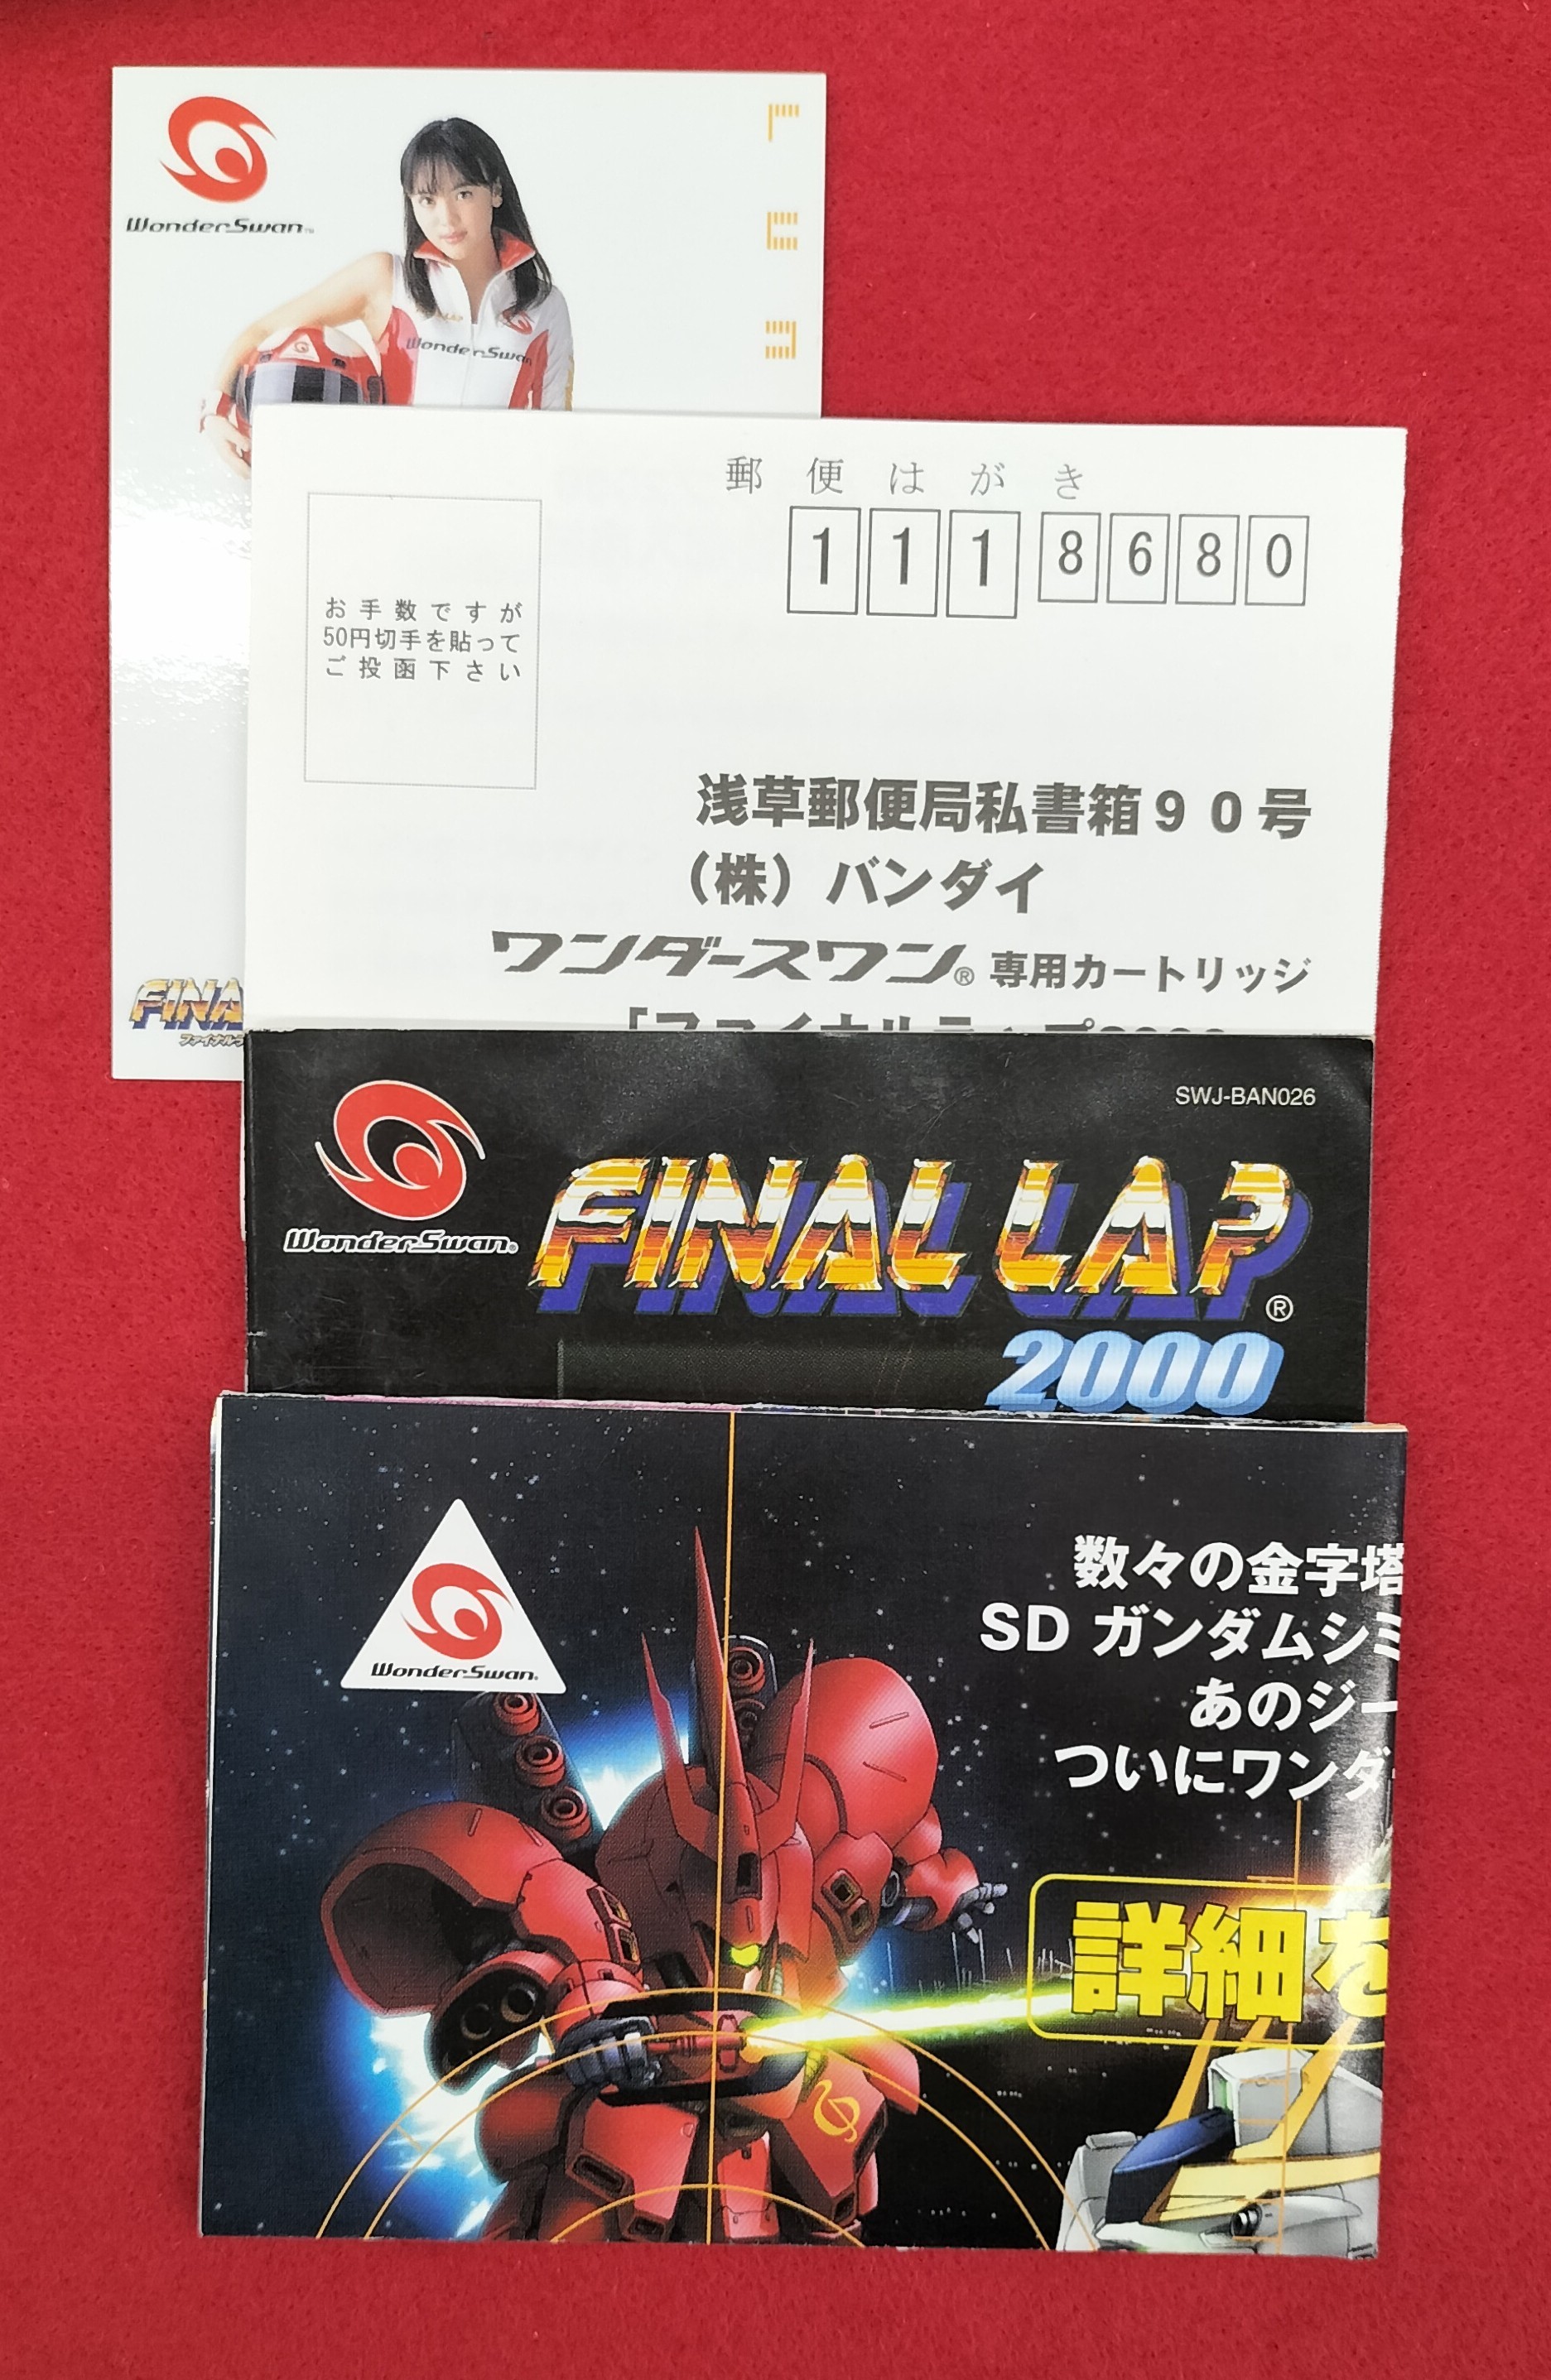 WonderSwan™
WonderSwan
FINA
郵便はがき
111 8680
お手数ですが
50円切手を貼って
ご投函下さい
浅草郵便局私書箱90号
(株)バンダイ
ワンダースワン® 専用カートリッジ
SWJ-BAN026
WonderSwan®
FINAL LAP®
2000
WonderSwan®
数々の金字塔
SD ガンダムシミ
あのジー
ついにワンダー
詳細を